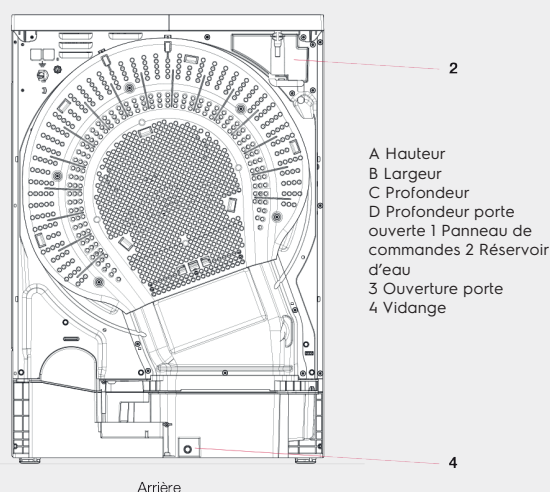 2
A Hauteur
B Largeur
C Profondeur
D Profondeur porte
ouverte 1 Panneau de
commandes 2 Réservoir
d'eau
3 Ouverture porte
4 Vidange
4
Arrière